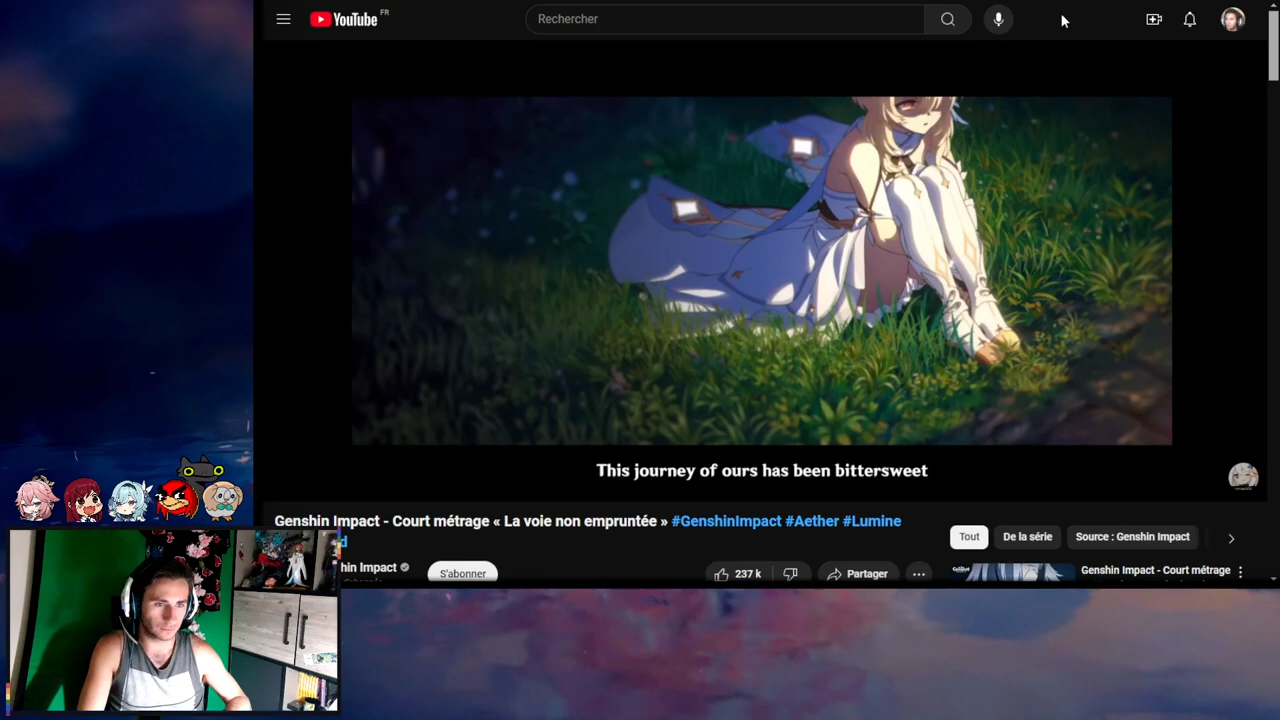 YouTube FR
Rechercher
This journey of ours has been bittersweet
Genshin Impact - Court métrage « La voie non empruntée » #GenshinImpact #Aether #Lumine
Tout
De la série
Source : Genshin Impact
hin Impact
S'abonner
237 k
Partager
Genshin Impact - Court métrage